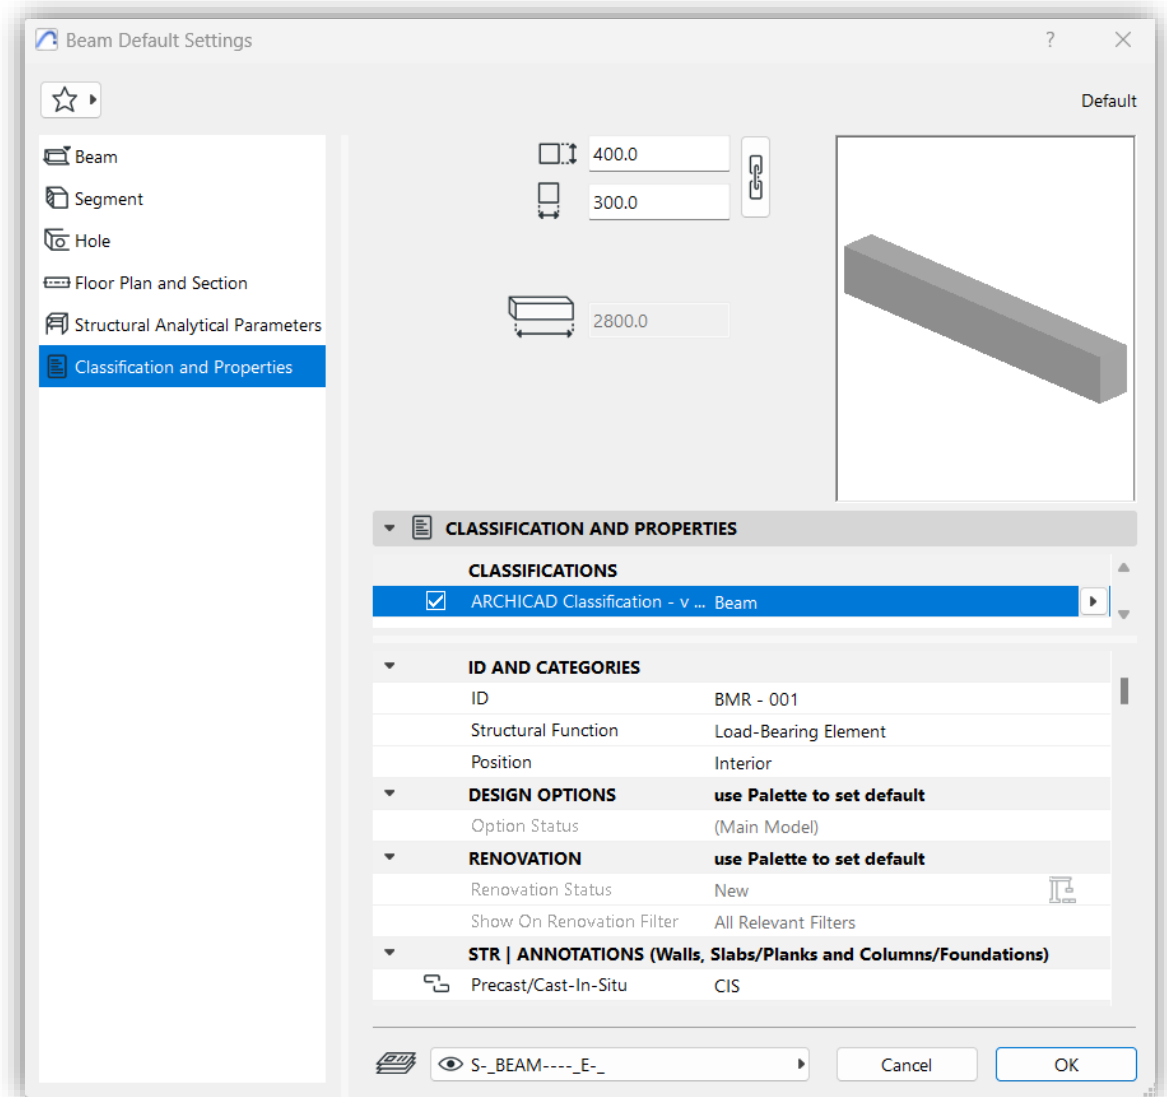 Beam Default Settings ?
Default
Beam
Segment
Hole
Floor Plan and Section
Structural Analytical Parameters
Classification and Properties
400.0
300.0
2800.0
CLASSIFICATION AND PROPERTIES
CLASSIFICATIONS
ARCHICAD Classification - v ... Beam
ID AND CATEGORIES
ID BMR - 001
Structural Function Load-Bearing Element
Position Interior
DESIGN OPTIONS use Palette to set default
Option Status (Main Model)
RENOVATION use Palette to set default
Renovation Status New
Show On Renovation Filter All Relevant Filters
STR | ANNOTATIONS (Walls, Slabs/Planks and Columns/Foundations)
Precast/Cast-In-Situ CIS
S-_BEAM----_E-_ Cancel OK